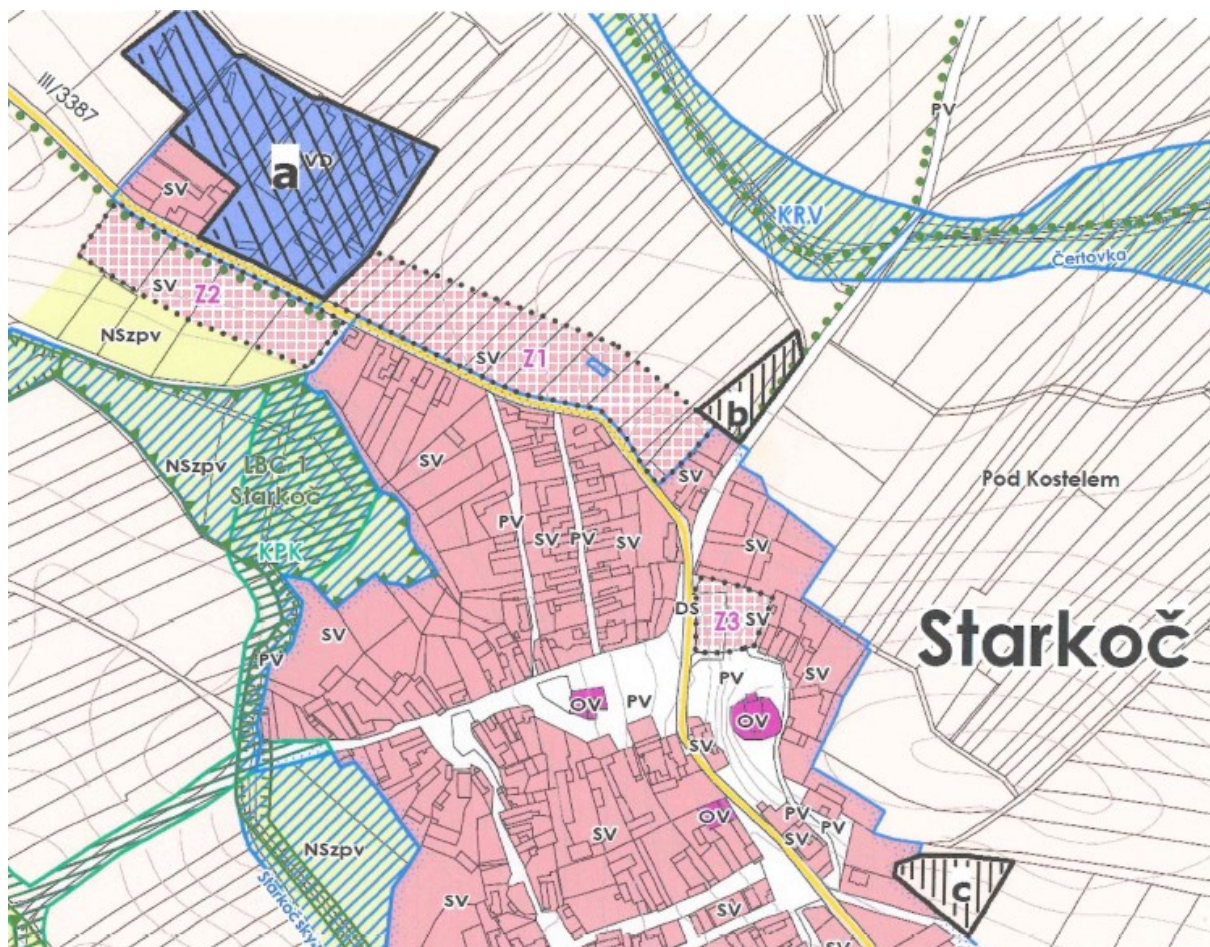 III/3387
PV
a
VD
SV
KRV
Čertovka
SV
Z2
NSzpv
SV
Z1
b
NSzpv
LBC 1
Starkoč
KPK
SV
SV
Pod Kostelem
PV
SV
PV
SV
SV
DS
Z3
SV
Starkoč
SV
PV
PV
SV
OV
PV
OV
SV
OV
PV
PV
SV
SV
NSzpv
c
SV
SV
SV